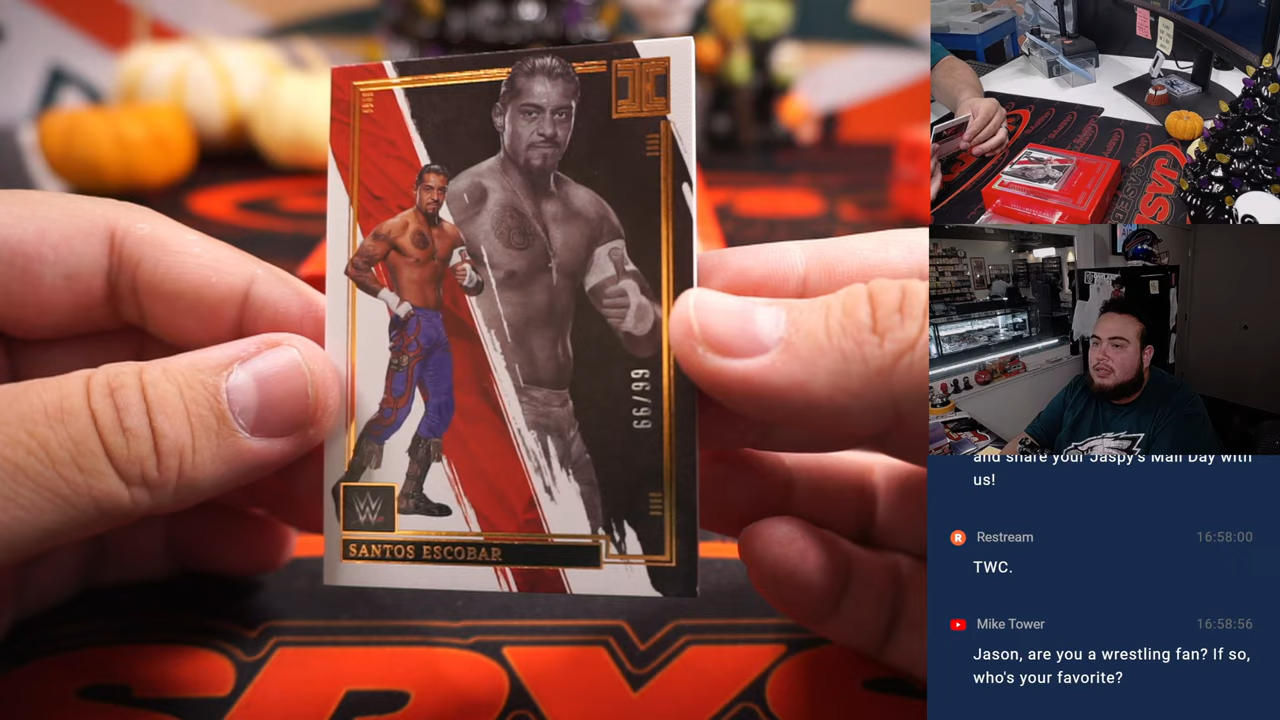 66/99
W
SANTOS ESCOBAR
JASP
and share your Jaspy's Mail Day with
us!
Restream
16:58:00
TWC.
Mike Tower
16:58:56
Jason, are you a wrestling fan? If so,
who's your favorite?